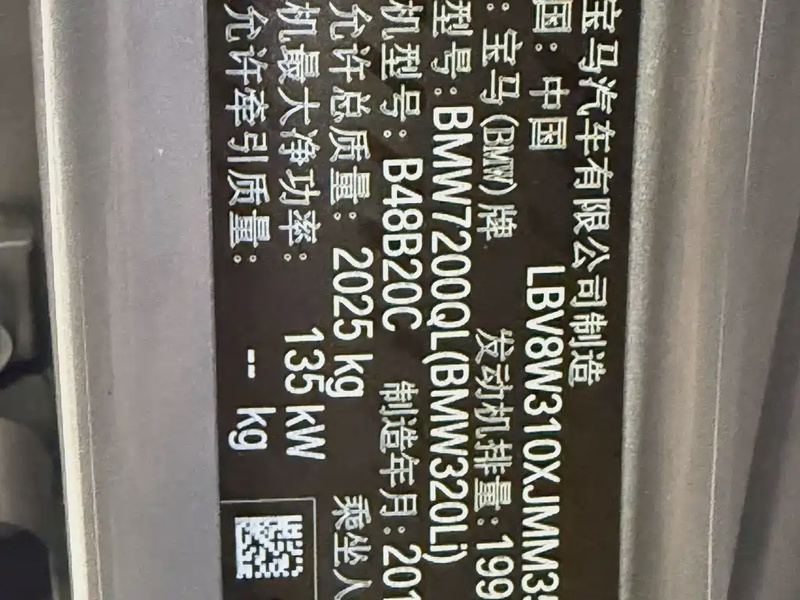 宝马汽车有限公司制造
国: 中国 LBV8W310XJMM3
: 宝马(BMW)牌 发动机排量: 199
型号: BMW7200QL(BMW320Li)
机型号: B48B20C 制造年月: 201
允许总质量: 2025 kg 乘坐人
机最大净功率: 135 kW
允许牵引质量: -- kg